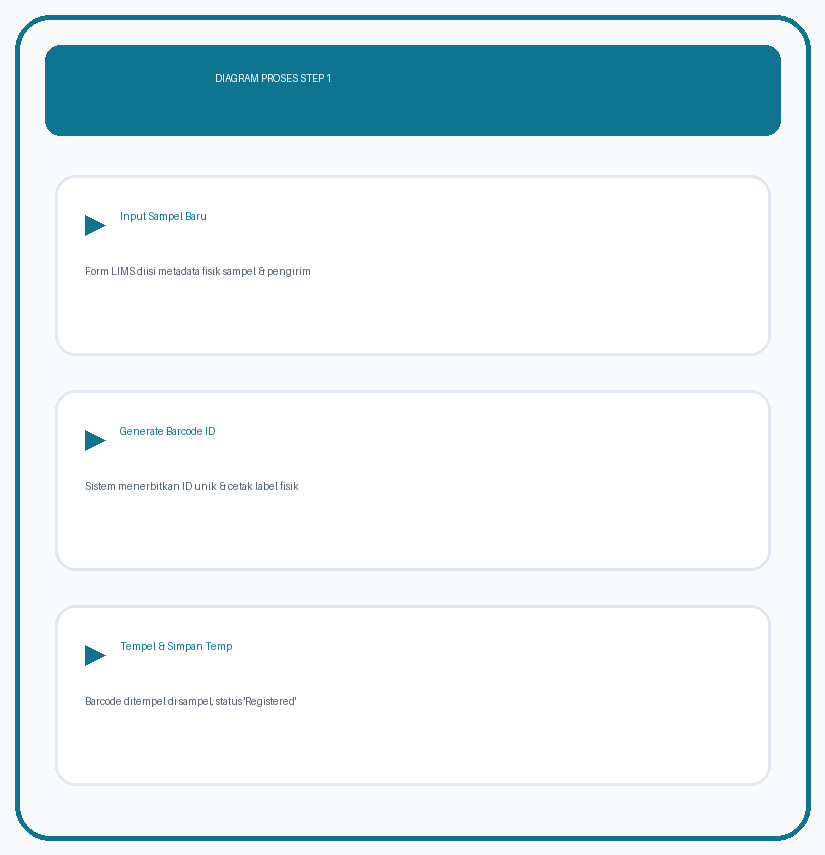 DIAGRAM PROSES STEP 1
Input Sampel Baru
Form LIMS diisi metadata fisik sampel & pengirim
Generate Barcode ID
Sistem menerbitkan ID unik & cetak label fisik
Tempel & Simpan Temp
Barcode ditempel di sampel, status 'Registered'